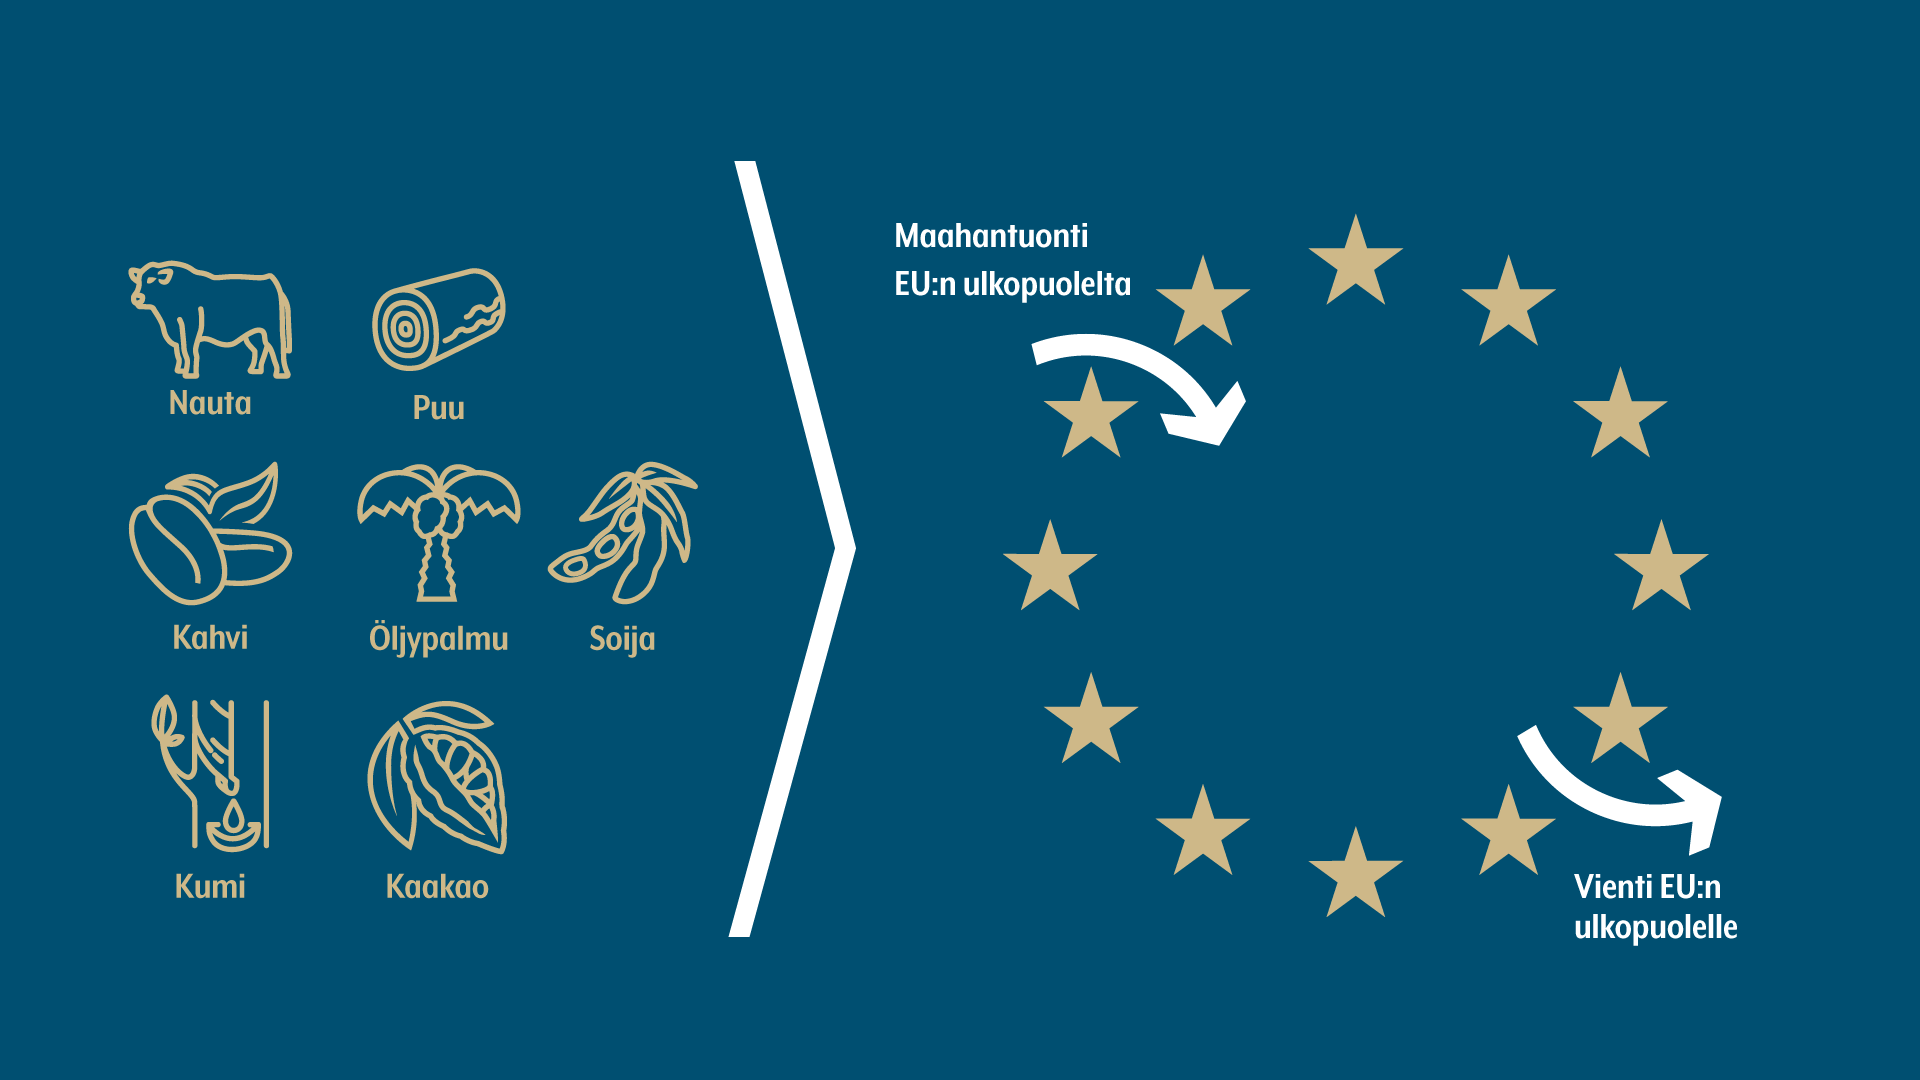 Nauta
Puu
Kahvi
Öljypalmu
Soija
Kumi
Kaakao
Maahantuonti
EU:n ulkopuolelta
Vienti EU:n
ulkopuolelle